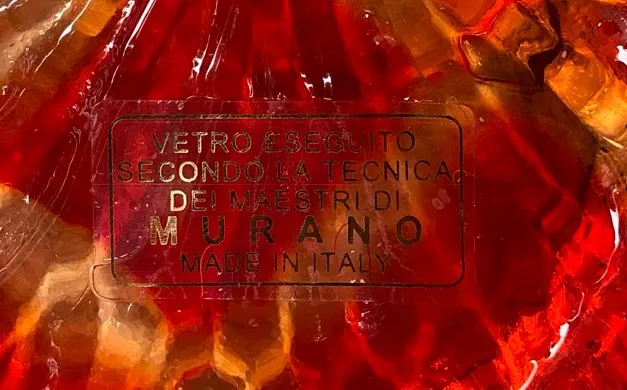 VETRO ESEGUITO
SECONDO LA TECNICA
DEI MAESTRI DI
MURANO
MADE IN ITALY